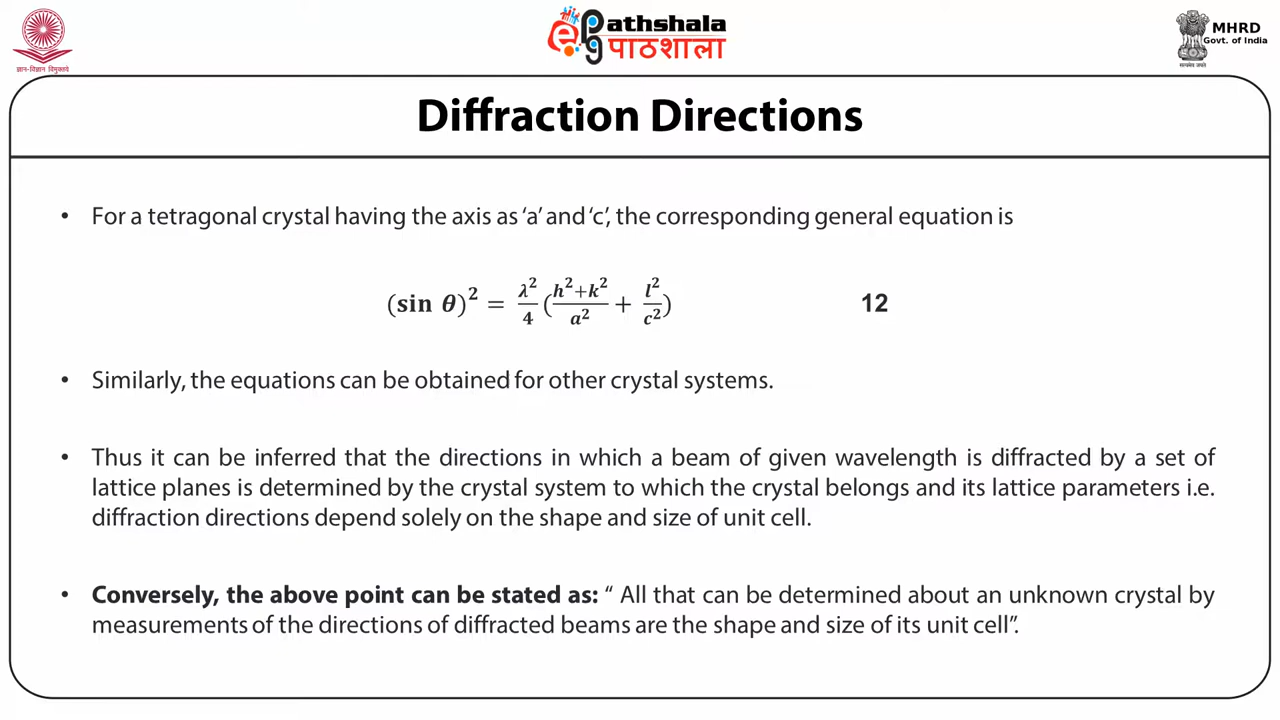 ज्ञान-विज्ञान विमुक्तये
ePG athshala
पाठशाला
MHRD
Govt. of India
सत्यमेव जयते
Diffraction Directions
• For a tetragonal crystal having the axis as ‘a’ and ‘c’, the corresponding general equation is
(sin θ)² = λ²/4 (h²+k²/a² + l²/c²) 12
• Similarly, the equations can be obtained for other crystal systems.
• Thus it can be inferred that the directions in which a beam of given wavelength is diffracted by a set of
lattice planes is determined by the crystal system to which the crystal belongs and its lattice parameters i.e.
diffraction directions depend solely on the shape and size of unit cell.
• Conversely, the above point can be stated as: “ All that can be determined about an unknown crystal by
measurements of the directions of diffracted beams are the shape and size of its unit cell”.